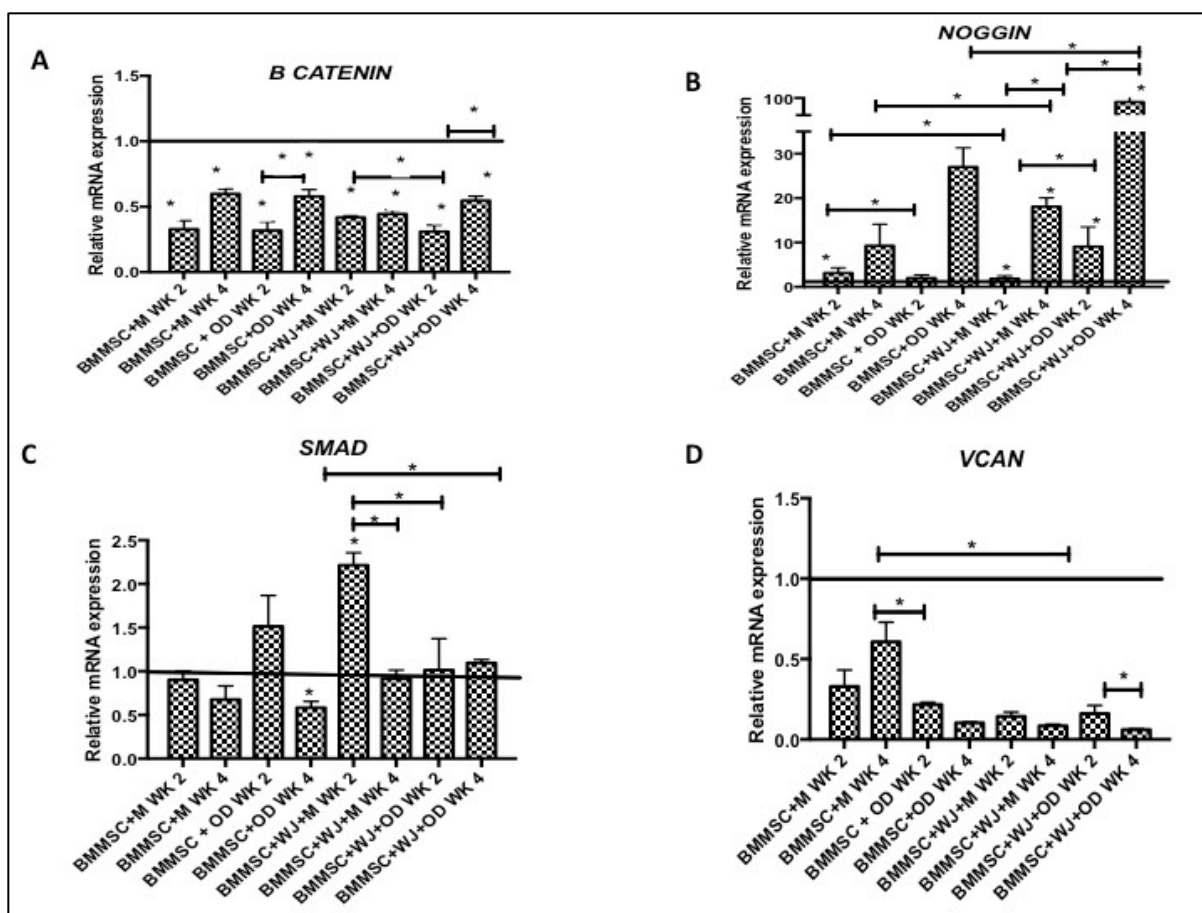 A
B CATENIN
Relative mRNA expression
1.5
1.0
0.5
0.0
* * * * * * * * * * *
BMMSC+M WK 2
BMMSC+M WK 4
BMMSC + OD WK 2
BMMSC+OD WK 4
BMMSC+WJ+M WK 2
BMMSC+WJ+M WK 4
BMMSC+WJ+OD WK 2
BMMSC+WJ+OD WK 4
B
NOGGIN
Relative mRNA expression
100
30
20
10
0
* * * * * * * * * * * * *
BMMSC+M WK 2
BMMSC+M WK 4
BMMSC + OD WK 2
BMMSC+OD WK 4
BMMSC+WJ+M WK 2
BMMSC+WJ+M WK 4
BMMSC+WJ+OD WK 2
BMMSC+WJ+OD WK 4
C
SMAD
Relative mRNA expression
2.5
2.0
1.5
1.0
0.5
0.0
* * * * *
BMMSC+M WK 2
BMMSC+M WK 4
BMMSC + OD WK 2
BMMSC+OD WK 4
BMMSC+WJ+M WK 2
BMMSC+WJ+M WK 4
BMMSC+WJ+OD WK 2
BMMSC+WJ+OD WK 4
D
VCAN
Relative mRNA expression
1.5
1.0
0.5
0.0
* * *
BMMSC+M WK 2
BMMSC+M WK 4
BMMSC + OD WK 2
BMMSC+OD WK 4
BMMSC+WJ+M WK 2
BMMSC+WJ+M WK 4
BMMSC+WJ+OD WK 2
BMMSC+WJ+OD WK 4